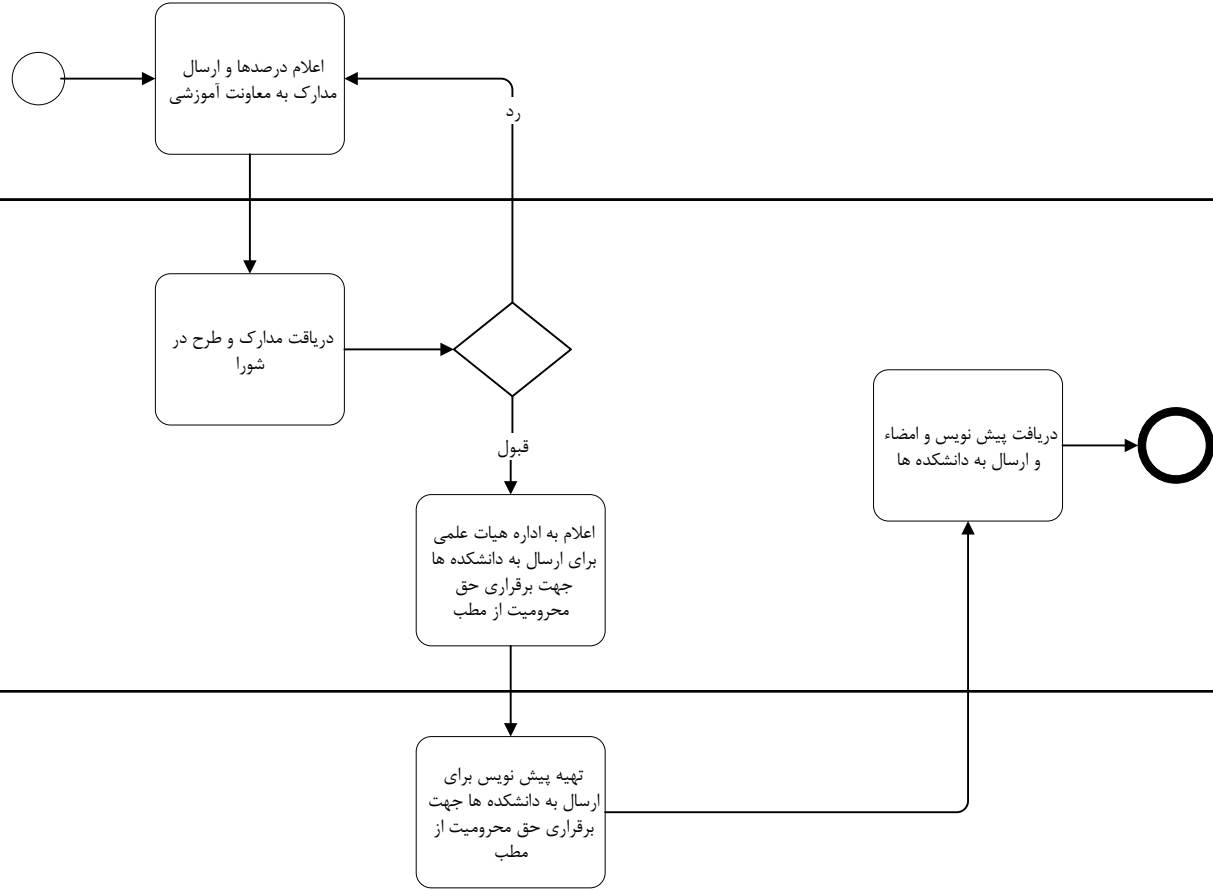 اعلام درصدها و ارسال
مدارک به معاونت آموزشی
رد
دریاقت مدارک و طرح در
شورا
قبول
دریافت پیش نویس و امضاء
و ارسال به دانشکده ها
اعلام به اداره هیات علمی
برای ارسال به دانشکده ها
جهت برقراری حق
محرومیت از مطب
تهیه پیش نویس برای
ارسال به دانشکده ها جهت
برقراری حق محرومیت از
مطب